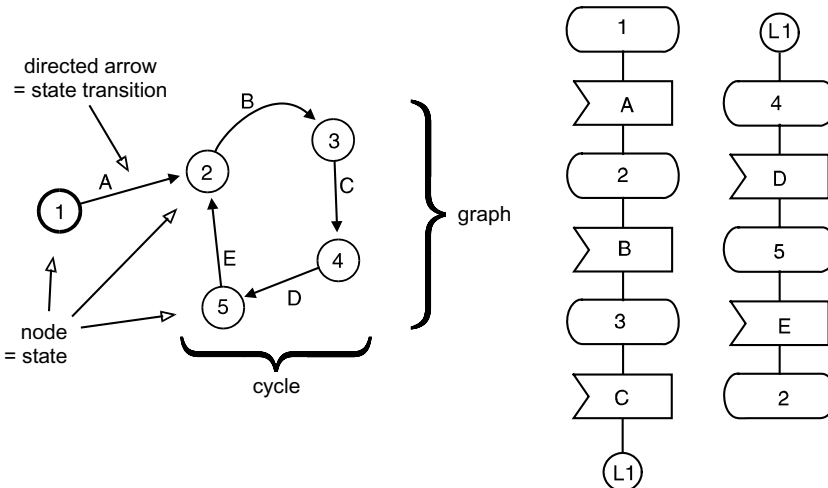 directed arrow
= state transition
B
3
A
2
C
1
graph
E
4
5
D
node
= state
cycle
1
A
2
B
3
C
L1
L1
4
D
5
E
2